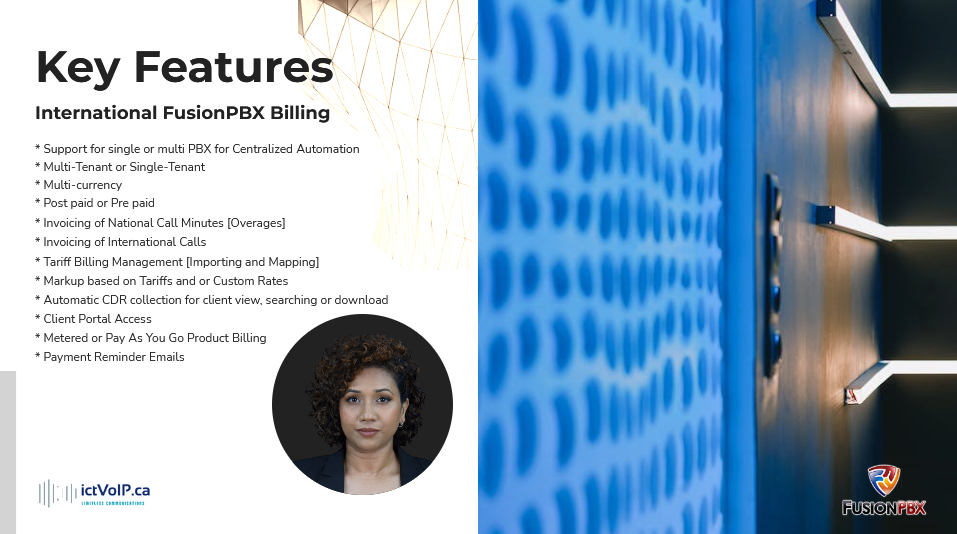 Key Features
International FusionPBX Billing
* Support for single or multi PBX for Centralized Automation
* Multi-Tenant or Single-Tenant
* Multi-currency
* Post paid or Pre paid
* Invoicing of National Call Minutes [Overages]
* Invoicing of International Calls
* Tariff Billing Management [Importing and Mapping]
* Markup based on Tariffs and or Custom Rates
* Automatic CDR collection for client view, searching or download
* Client Portal Access
* Metered or Pay As You Go Product Billing
* Payment Reminder Emails
ictVoIP.ca
LIMITLESS COMMUNICATIONS
FUSIONPBX